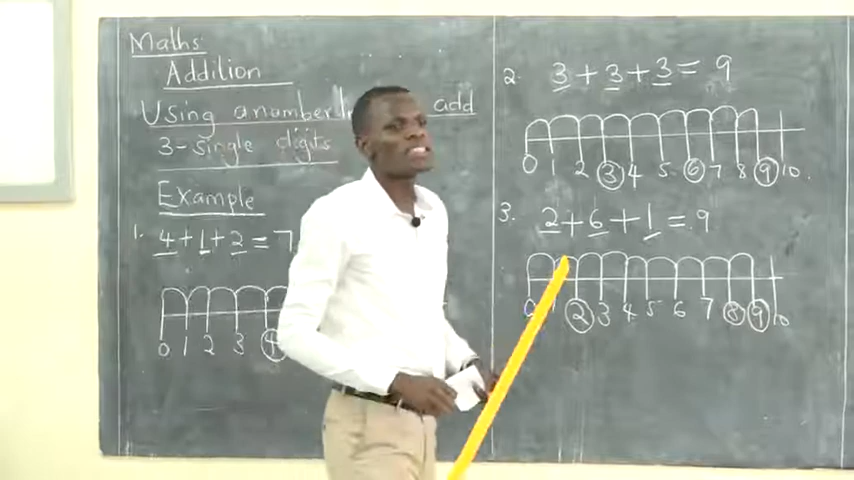 Maths
Addition
Using a number add
3-single digits
Example
1. 4+1+2=7
0 1 2 3 4
2. 3+3+3=9
0 1 2 3 4 5 6 7 8 9 10
3. 2+6+1=9
0 1 2 3 4 5 6 7 8 9 10